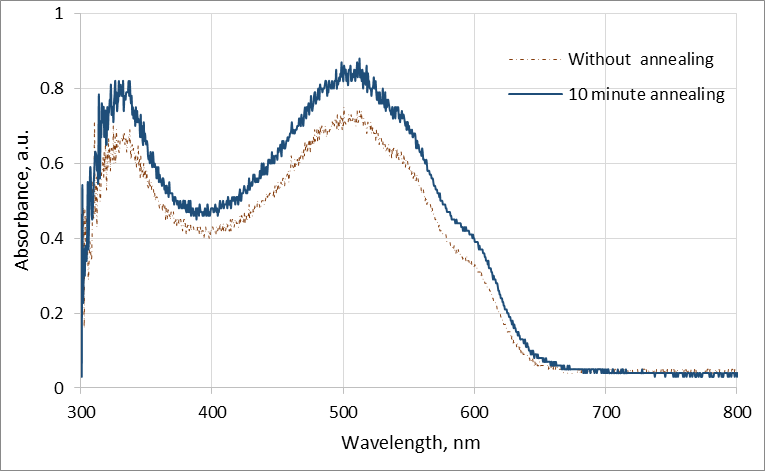 1
0.8
0.6
0.4
0.2
0
Absorbance, a.u.
Without  annealing
10 minute annealing
300 400 500 600 700 800
Wavelength, nm